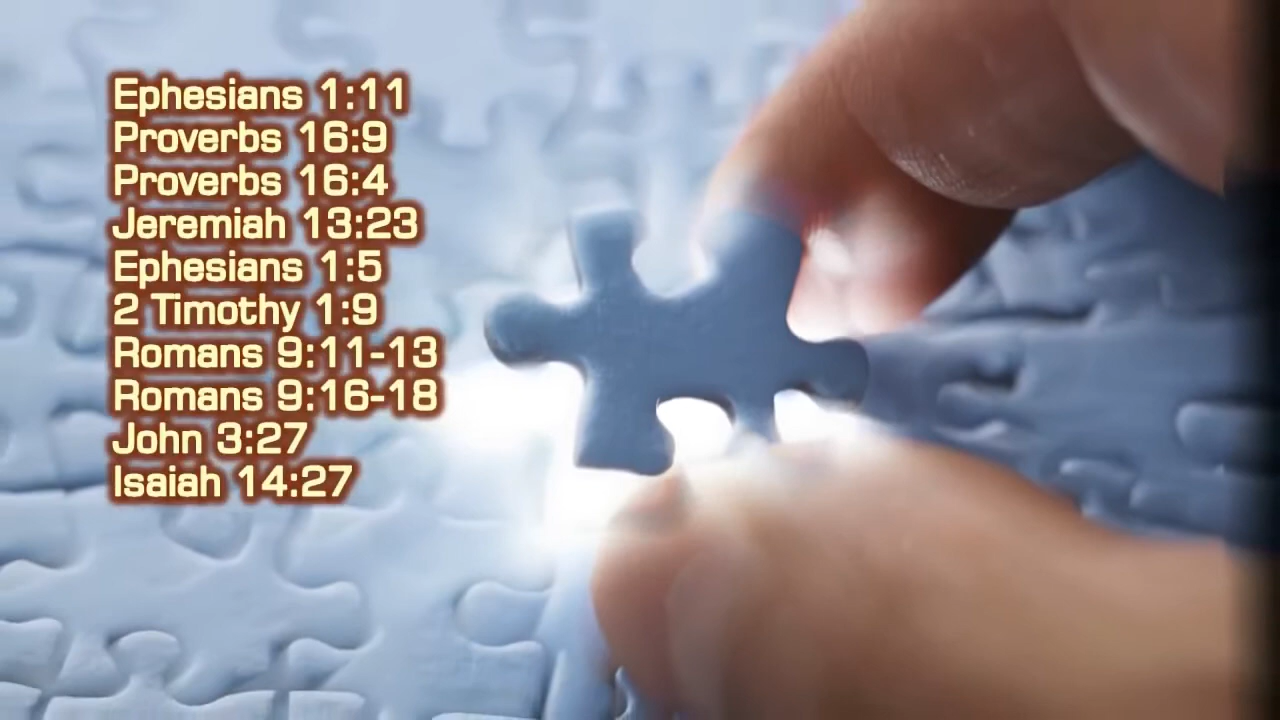 Ephesians 1:11
Proverbs 16:9
Proverbs 16:4
Jeremiah 13:23
Ephesians 1:5
2 Timothy 1:9
Romans 9:11-13
Romans 9:16-18
John 3:27
Isaiah 14:27